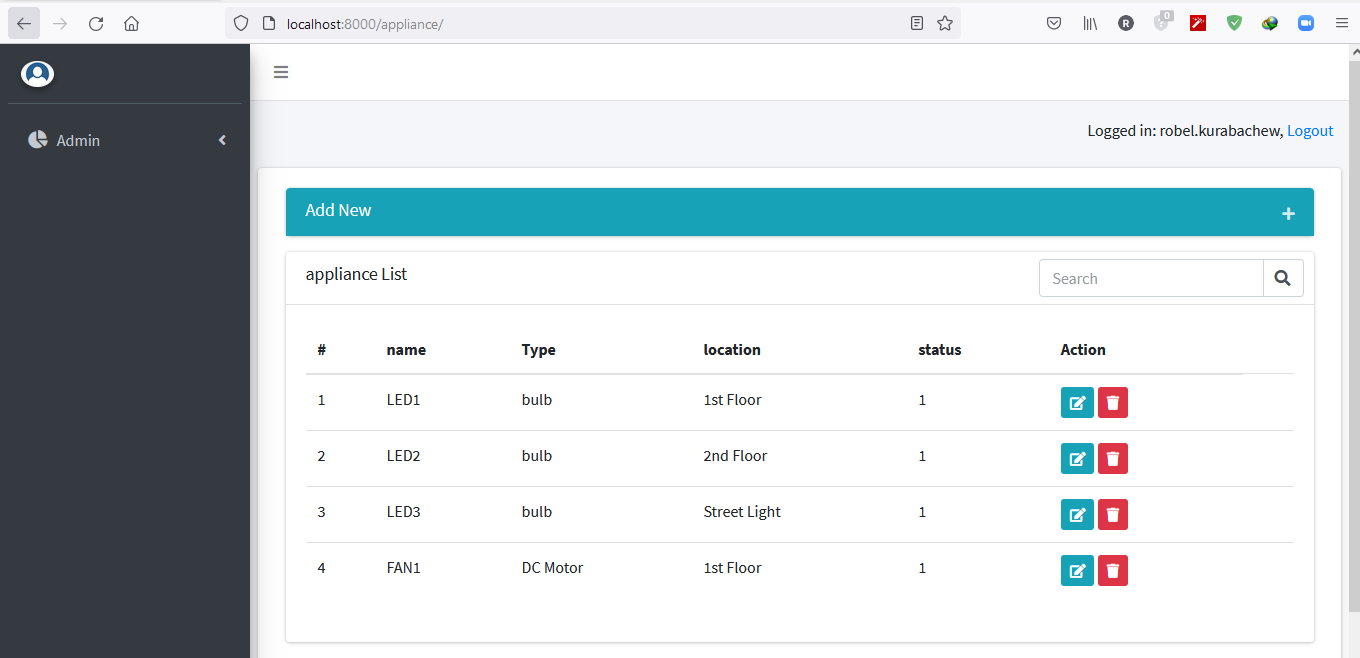 localhost:8000/appliance/
R
0
Admin
Logged in: robel.kurabachew, Logout
Add New
appliance List
Search
# name Type location status Action
1 LED1 bulb 1st Floor 1
2 LED2 bulb 2nd Floor 1
3 LED3 bulb Street Light 1
4 FAN1 DC Motor 1st Floor 1